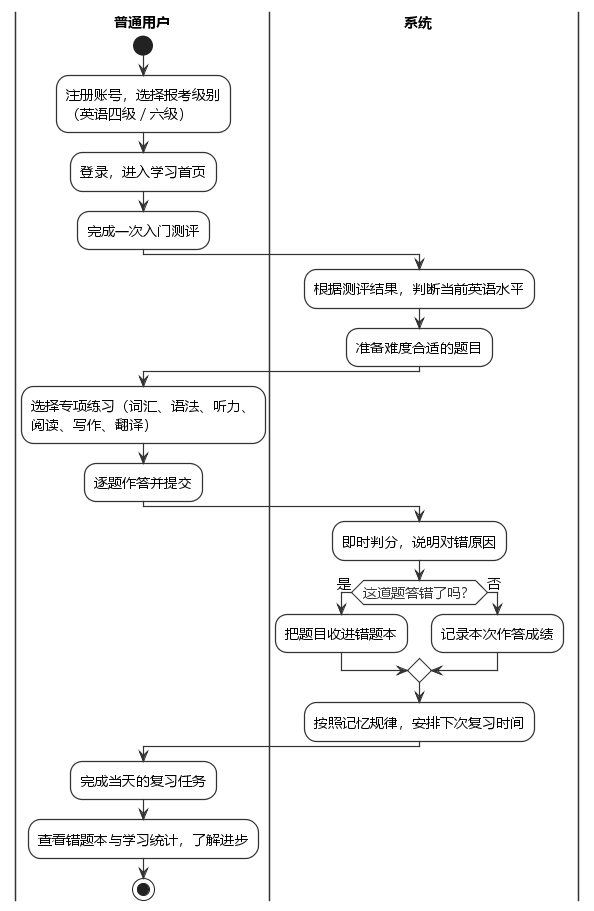 普通用户
系统
注册账号，选择报考级别
（英语四级 / 六级）
登录，进入学习首页
完成一次入门测评
根据测评结果，判断当前英语水平
准备难度合适的题目
选择专项练习（词汇、语法、听力、
阅读、写作、翻译）
逐题作答并提交
即时判分，说明对错原因
是
这道题答错了吗？
否
把题目收进错题本
记录本次作答成绩
按照记忆规律，安排下次复习时间
完成当天的复习任务
查看错题本与学习统计，了解进步